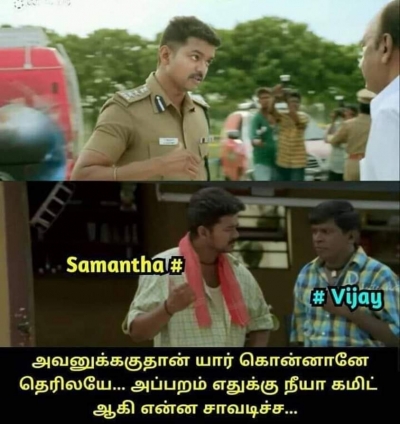 Samantha #
# Vijay
அவனுக்ககுதான் யார் கொன்னானே
தெரிலயே... அப்பறம் எதுக்கு நீயா கமிட்
ஆகி என்ன சாவடிச்ச...